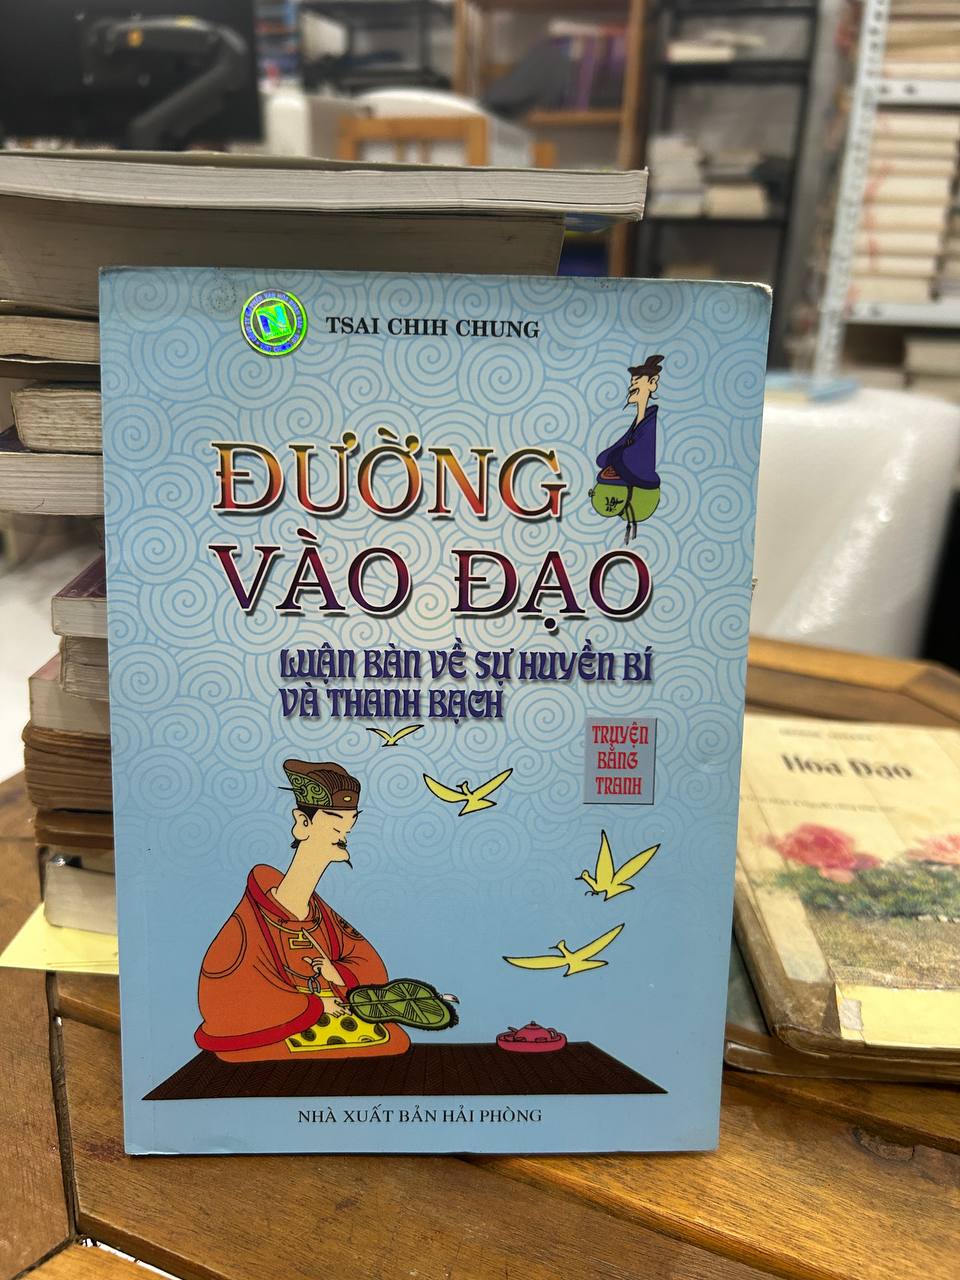 TSAI CHIH CHUNG
ĐƯỜNG
VÀO ĐẠO
LUẬN BÀN VỀ SỰ HUYỀN BÍ
VÀ THANH BẠCH
TRUYỆN
BẰNG
TRANH
NHÀ XUẤT BẢN HẢI PHÒNG
Hoa Đạo